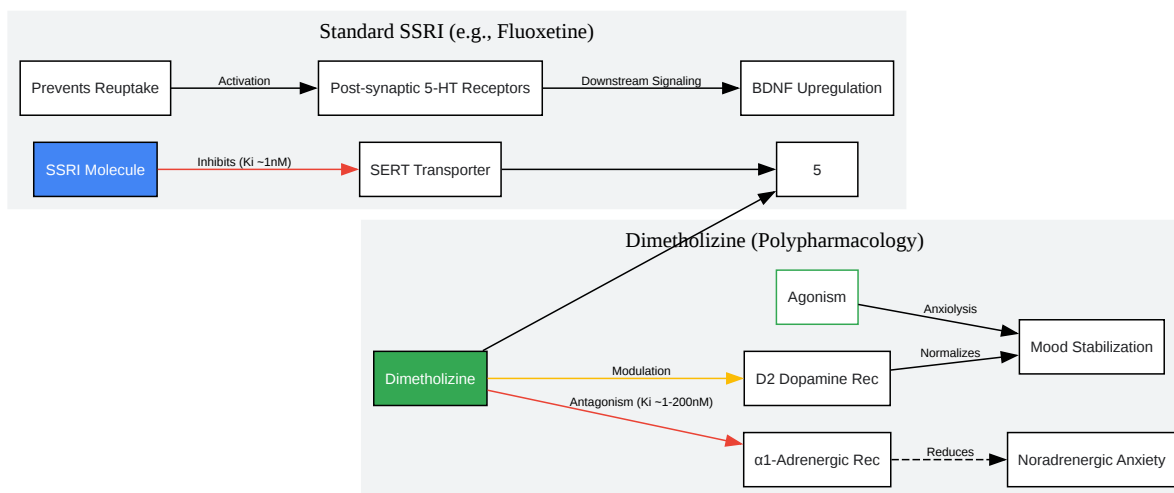 Standard SSRI (e.g., Fluoxetine)
Prevents Reuptake
Activation
Post-synaptic 5-HT Receptors
Downstream Signaling
BDNF Upregulation
SSRI Molecule
Inhibits (Ki ~1nM)
SERT Transporter
5
Dimetholizine (Polypharmacology)
Agonism
Anxiolysis
Mood Stabilization
Dimetholizine
Modulation
D2 Dopamine Rec
Normalizes
Antagonism (Ki ~1-200nM)
α1-Adrenergic Rec
Reduces
Noradrenergic Anxiety